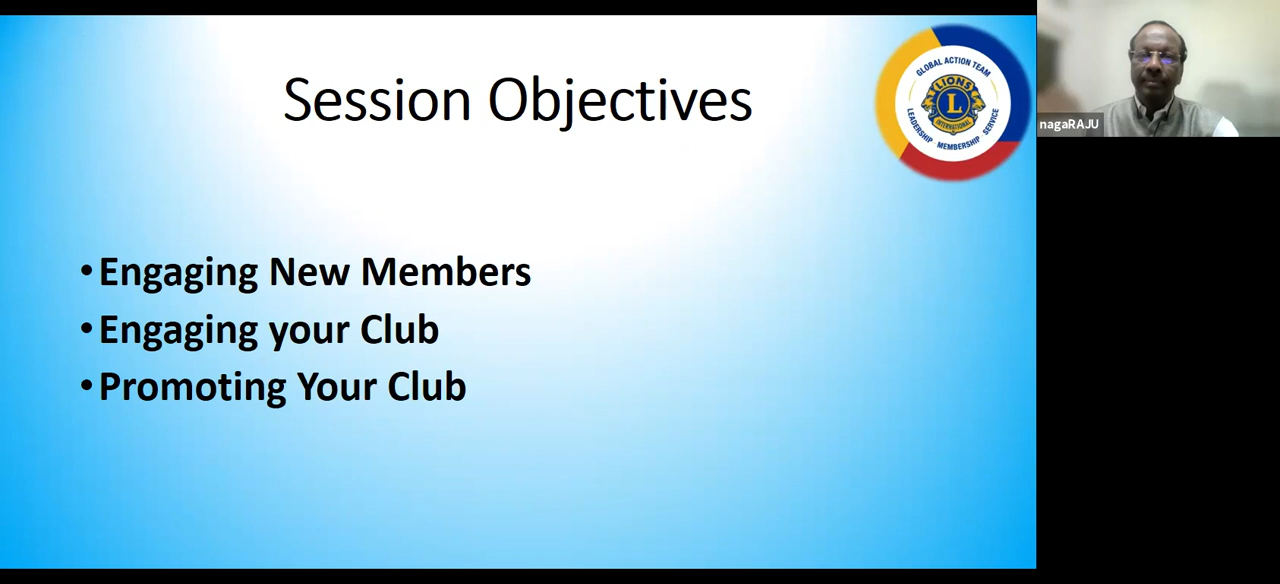 Session Objectives
GLOBAL ACTION TEAM
LIONS
L
INTERNATIONAL
LEADERSHIP · MEMBERSHIP · SERVICE
nagaRAJU
•Engaging New Members
•Engaging your Club
•Promoting Your Club